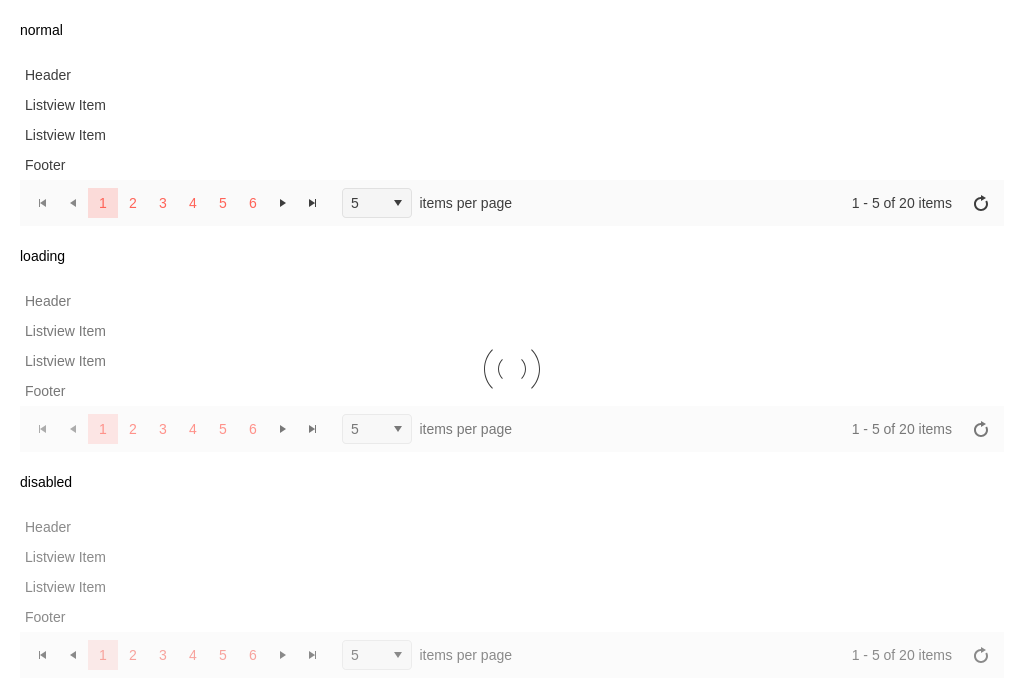 normal
Header
Listview Item
Listview Item
Footer
1 2 3 4 5 6 5 items per page 1 - 5 of 20 items
loading
Header
Listview Item
Listview Item
Footer
1 2 3 4 5 6 5 items per page 1 - 5 of 20 items
disabled
Header
Listview Item
Listview Item
Footer
1 2 3 4 5 6 5 items per page 1 - 5 of 20 items